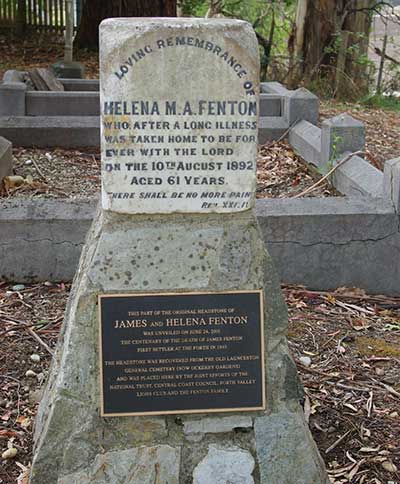 LOVING REMEMBRANCE OF
HELENA M.A. FENTON
WHO AFTER A LONG ILLNESS
WAS TAKEN HOME TO BE FOR
EVER WITH THE LORD
ON THE 10TH AUGUST 1892
AGED 61 YEARS.
THERE SHALL BE NO MORE PAIN
REV. XXI.
THIS PART OF THE ORIGINAL HEADSTONE OF
JAMES AND HELENA FENTON
WAS UNVEILED ON JUNE 24, 2001
THE CENTENARY OF THE DEATH OF JAMES FENTON
FIRST SETTLER AT THE FORTH IN
THE HEADSTONE WAS RECOVERED FROM THE OLD LAUNCESTON
GENERAL CEMETERY (NOW OCKERBY GARDEN)
AND WAS PLACED HERE BY THE JOINT EFFORTS OF THE
NATIONAL TRUST, CENTRAL COAST COUNCIL, FORTH VALLEY
LIONS CLUB AND THE FENTON FAMILY